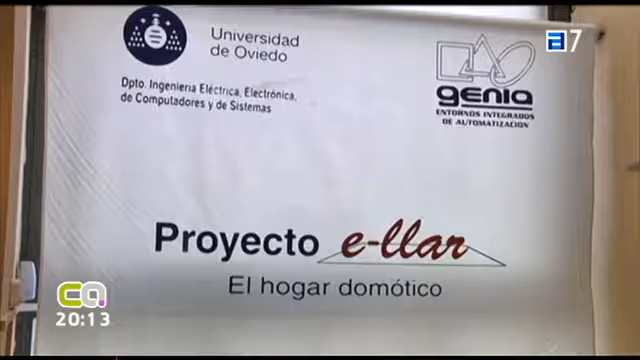 Universidad
de Oviedo
Dpto. Ingeniería Eléctrica, Electrónica,
de Computadores y de Sistemas
a7
genia
ENTORNOS INTEGRADOS
DE AUTOMATIZACIÓN
Proyecto e-llar
El hogar domótico
ca
20:13